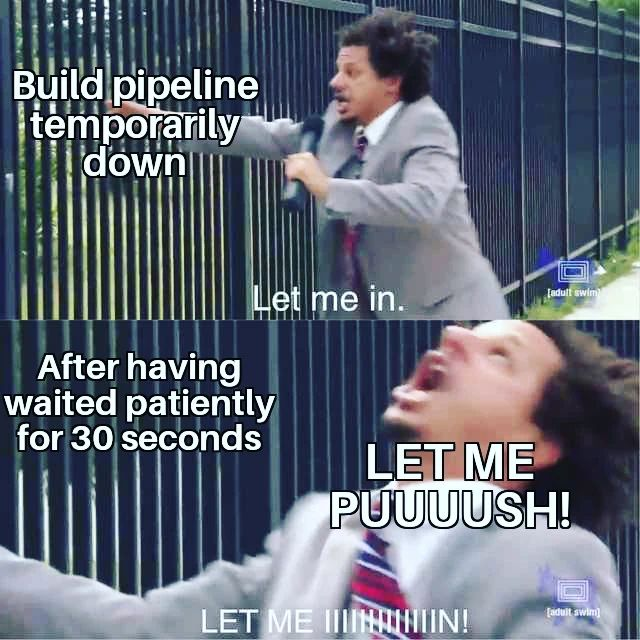 Build pipeline
temporarily
down
Let me in.
[adult swim]
After having
waited patiently
for 30 seconds
LET ME
PUUUUSH!
LET ME IIIIIIIIIIIIIN!
[adult swim]